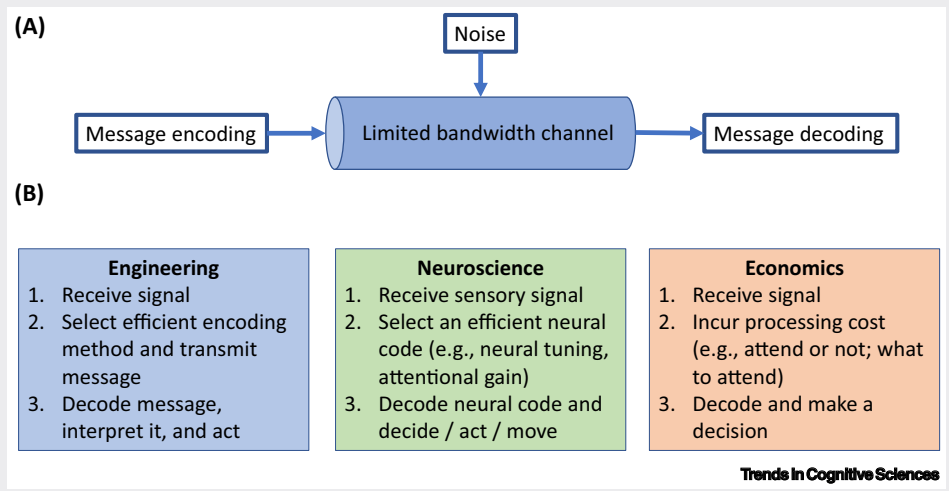 (A)
Noise
Message encoding
Limited bandwidth channel
Message decoding
(B)
Engineering
1. Receive signal
2. Select efficient encoding
method and transmit
message
3. Decode message,
interpret it, and act
Neuroscience
1. Receive sensory signal
2. Select an efficient neural
code (e.g., neural tuning,
attentional gain)
3. Decode neural code and
decide / act / move
Economics
1. Receive signal
2. Incur processing cost
(e.g., attend or not; what
to attend)
3. Decode and make a
decision
Trends in Cognitive Sciences